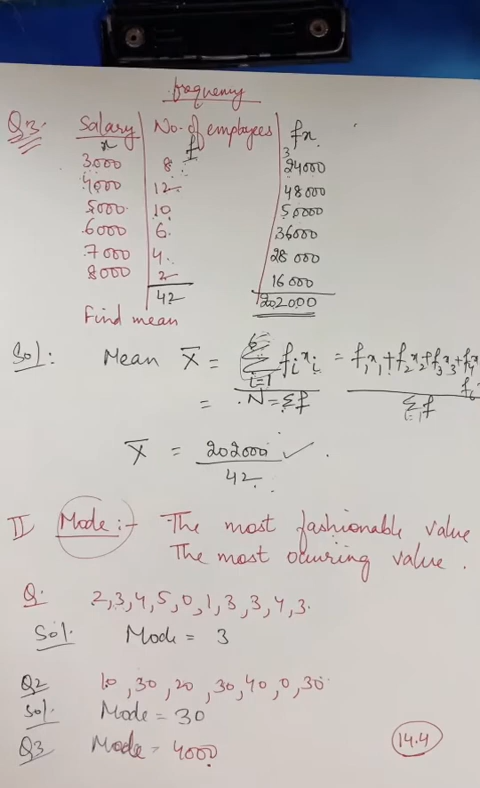 frequency
Q3. Salary No. of employees fx
x f
3000 8 24000
4000 12 48000
5000 10 50000
6000 6 36000
7000 4 28000
8000 2 16000
42 202000
Find mean
Sol: Mean X̄ = 6 Σ i=1 fixi = f1x1+f2x2+f3x3+f4
= N=Σf Σf
X̄ = 202000 ✓
42
II Mode:- The most fashionable value
The most occuring value.
Q. 2,3,4,5,0,1,3,3,4,3.
Sol. Mode = 3
Q2 10,30,20,30,40,0,30
Sol. Mode = 30
Q3 Mode = 4000
14.4